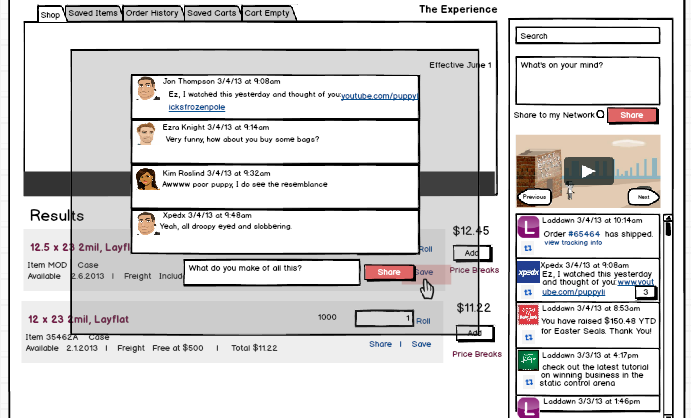 Shop
Saved Items
Order History
Saved Carts
Cart Empty
The Experience
Effective June 1
Jon Thompson 3/4/13 at 9:08am
Ez, I watched this yesterday and thought of you:youtube.com/puppyl
icksfrozenpole
Ezra Knight 3/4/13 at 9:14am
Very funny, how about you buy some bags?
Kim Roslind 3/4/13 at 9:32am
Awwww poor puppy, I do see the resemblance
Xpedx 3/4/13 at 9:48am
Yeah, all droopy eyed and slobbering.
What do you make of all this?
Share
Results
12.5 x 23 2mil, Layfl
Roll
$12.45
Add
Item MOD Case
Available 2.6.2013 I Freight Includ
Save
Price Breaks
12 x 23 2mil, Layflat
1000
1
Roll
$11.22
Add
Item 35462A Case
Available 2.1.2013 I Freight Free at $500 I Total $11.22
Share I Save
Price Breaks
Search
What's on your mind?
Share to my Network
Share
Previous
Next
Laddawn 3/4/13 at 10:14am
Order #65464 has shipped.
view tracking info
Xpedx 3/4/13 at 9:08am
Ez, I watched this yesterday
and thought of you: www.yout
ube.com/puppyli
3
xpedx
Laddawn 3/4/13 at 8:53am
You have raised $150.48 YTD
for Easter Seals. Thank You!
Laddawn 3/3/13 at 4:17pm
check out the latest tutorial
on winning business in the
static control arena
Laddawn 3/3/13 at 1:46pm